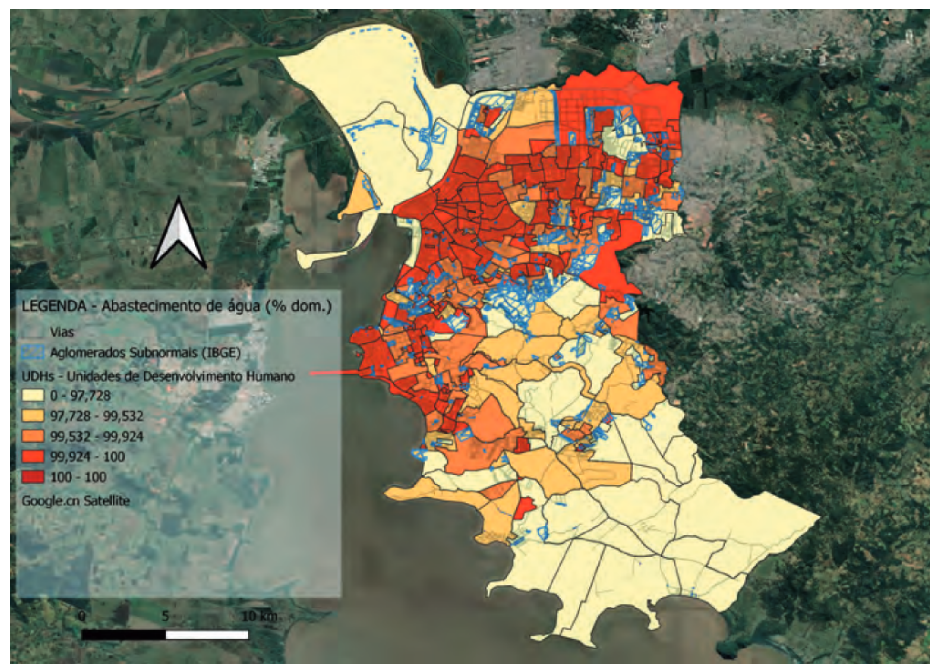 LEGENDA - Abastecimento de água (% dom.)
Vias
Aglomerados Subnormais (IBGE)
UDHs - Unidades de Desenvolvimento Humano
0 - 97,728
97,728 - 99,532
99,532 - 99,924
99,924 - 100
100 - 100
Google.cn Satellite
0 5 10 km